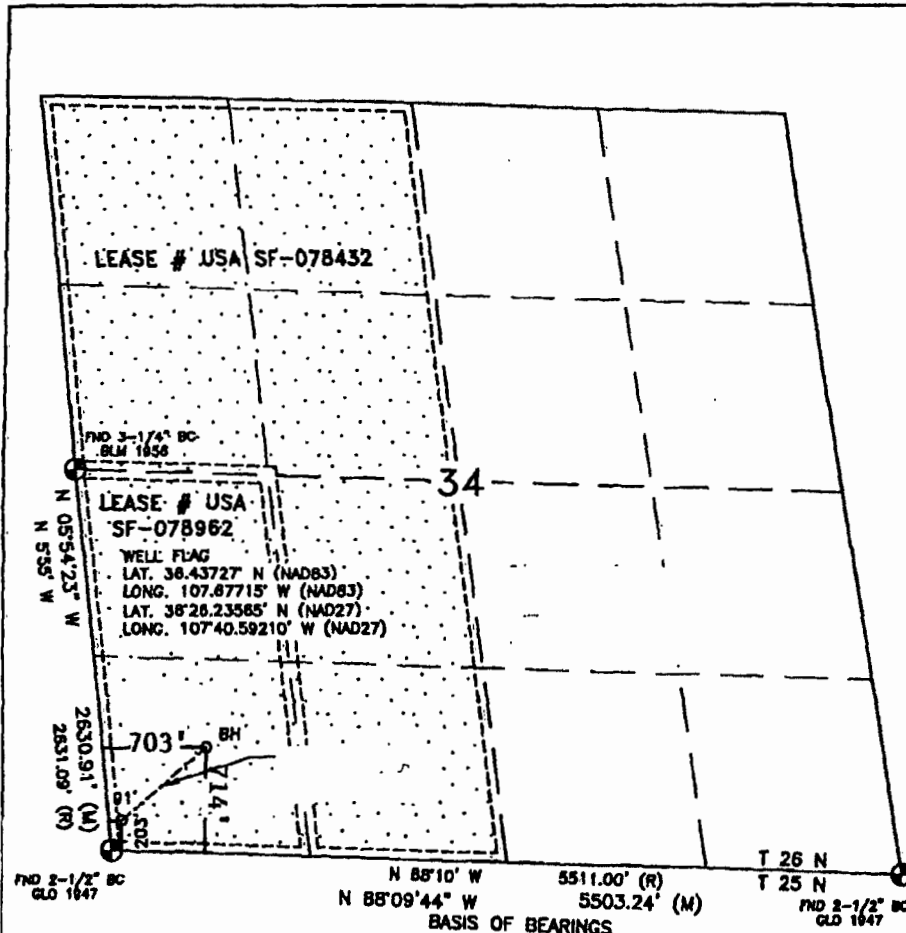 LEASE # USA SF-078432
FND 3-1/4" BC
BLM 1956
34
LEASE # USA
SF-078962
WELL FLAG
LAT. 36.43727° N (NAD83)
LONG. 107.67715° W (NAD83)
LAT. 36°26.23565' N (NAD27)
LONG. 107°40.59210' W (NAD27)
N 05°54'23" W
N 5°55' W
2630.91' (M)
2631.09' (R)
703'
BH
714'
91'
203'
FND 2-1/2" BC
GLO 1947
N 88°10' W
5511.00' (R)
N 88°09'44" W
5503.24' (M)
BASIS OF BEARINGS
T 26 N
T 25 N
FND 2-1/2" BC
GLO 1947